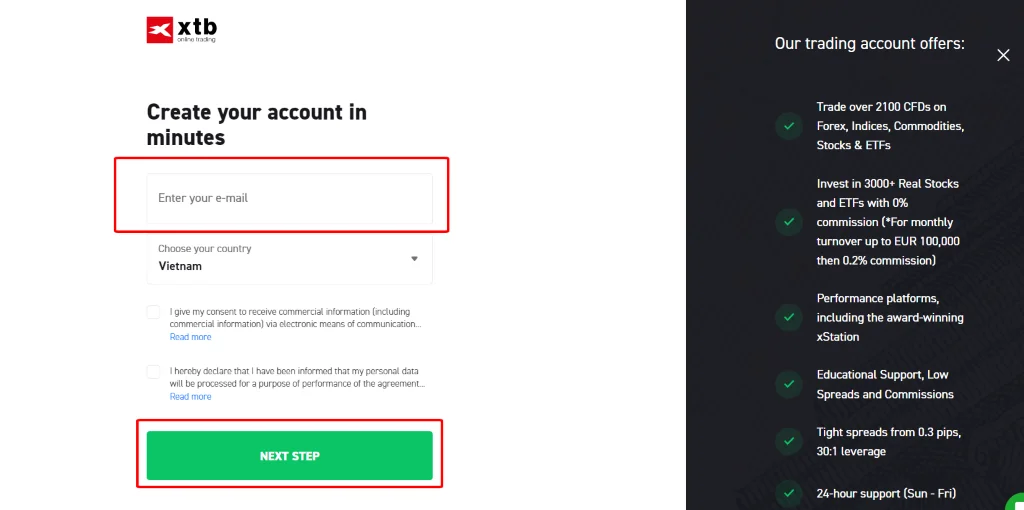 xtb
online trading
Create your account in
minutes
Enter your e-mail
Choose your country
Vietnam
I give my consent to receive commercial information (including
commercial information) via electronic means of communication...
Read more
I hereby declare that I have been informed that my personal data
will be processed for a purpose of performance of the agreement...
Read more
NEXT STEP
Our trading account offers:
Trade over 2100 CFDs on
Forex, Indices, Commodities,
Stocks & ETFs
Invest in 3000+ Real Stocks
and ETFs with 0%
commission (*For monthly
turnover up to EUR 100,000
then 0.2% commission)
Performance platforms,
including the award-winning
xStation
Educational Support, Low
Spreads and Commissions
Tight spreads from 0.3 pips,
30:1 leverage
24-hour support (Sun - Fri)